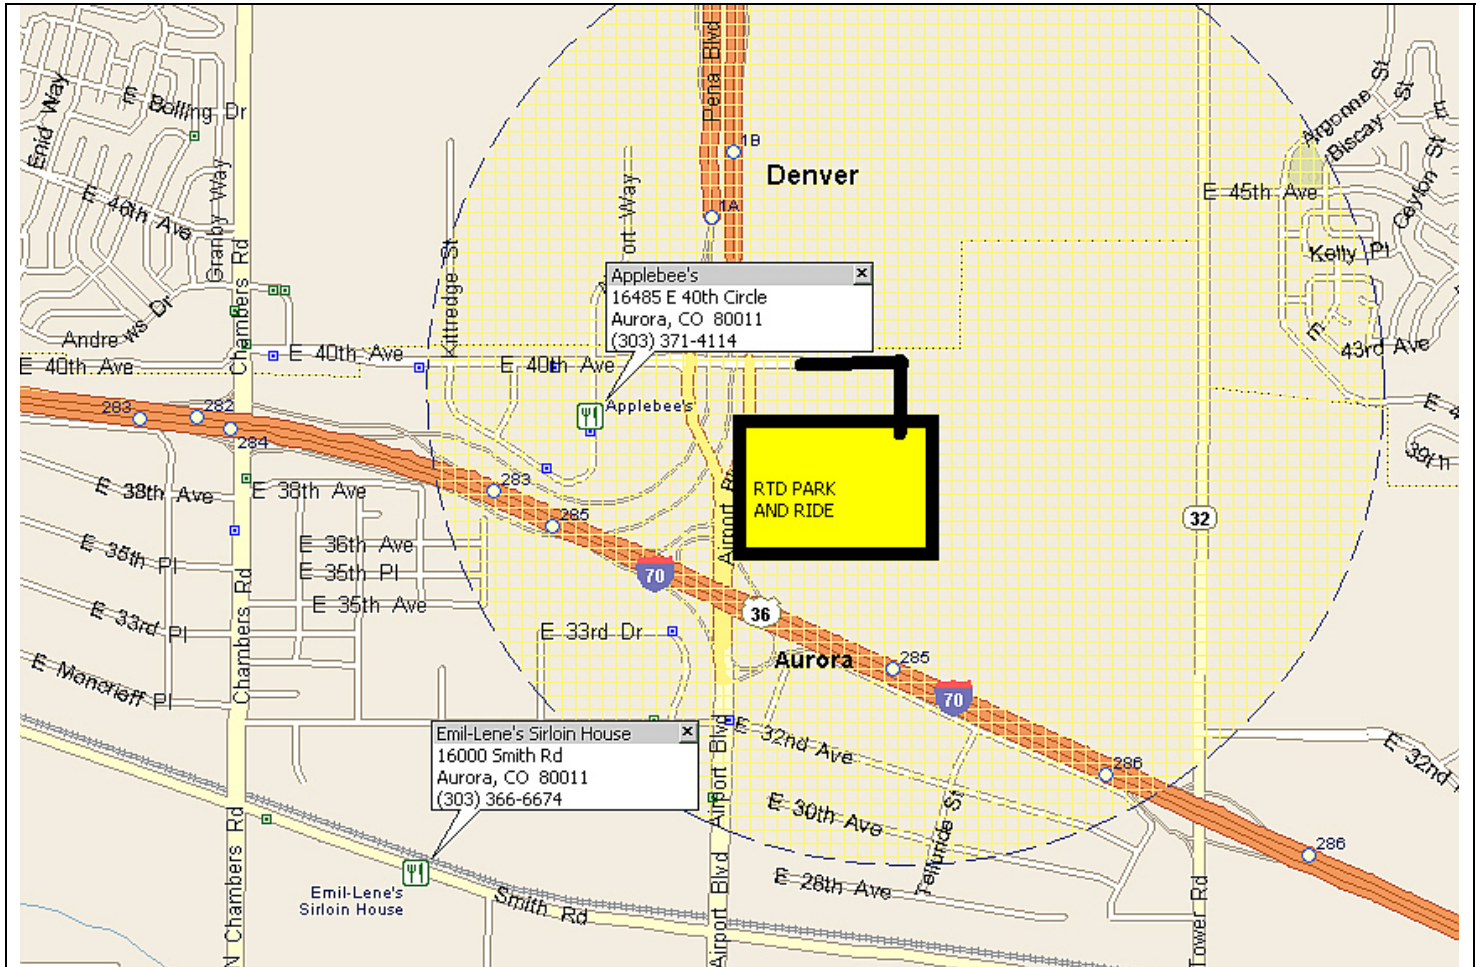 Pena Blvd
Argonne St
St
Enid Way
E Bolling Dr
1B
Biscay
Denver
E 45th Ave
Ceylon St
E 46th Ave
Granby Way
1A
ort Way
Kelly Pl
Kittredge St
Chambers Rd
Applebee's
16485 E 40th Circle
Aurora, CO 80011
(303) 371-4114
Andrews Dr
E 40th Ave
E 40th Ave
E 40th Ave
43rd Ave
283
282
284
Applebee's
E 38th Ave
E 38th Ave
283
285
RTD PARK
AND RIDE
32
E 36th Ave
E 35th Pl
E 35th Pl
70
E 35th Ave
Chambers Rd
E 33rd Pl
E 33rd Dr
36
Aurora
285
E Moncrieff Pl
70
Emil-Lene's Sirloin House
16000 Smith Rd
Aurora, CO 80011
(303) 366-6674
E 32nd Ave
Airport Blvd
E 32nd
286
E 30th Ave
Telluride St
286
E 28th Ave
Emil-Lene's
Sirloin House
Smith Rd
N Chambers Rd
Airport Blvd
Tower Rd